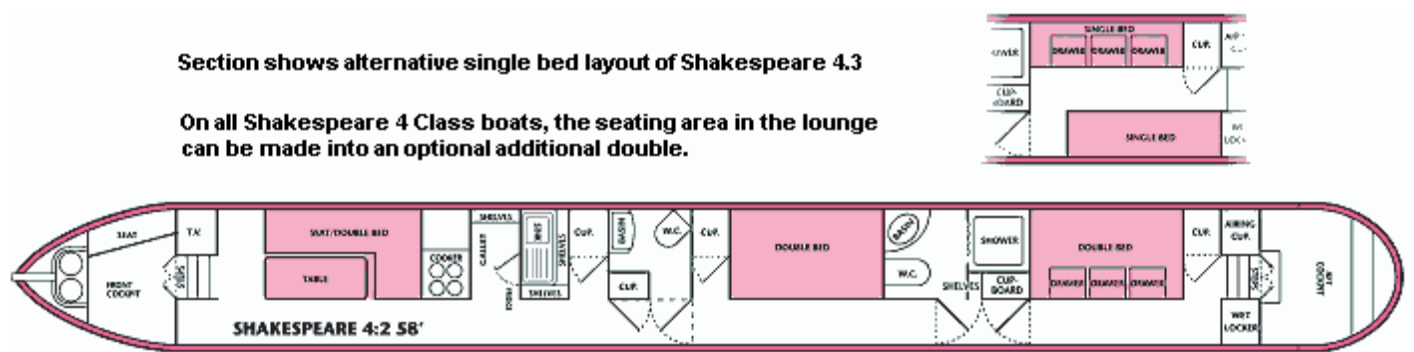 Section shows alternative single bed layout of Shakespeare 4.3
On all Shakespeare 4 Class boats, the seating area in the lounge
can be made into an optional additional double.
SINGLE BED
DRAWER DRAWER DRAWER
CUP.
CUP-
BOARD
SINGLE BED
SEAT
T.V.
FRONT
COCKPIT
STEPS
SEAT/DOUBLE BED
TABLE
COOKER
SHELVES
GALLEY
FRIDGE
SINK
SHELVES
SHELVES
CUP.
BASIN
W.C.
CUP.
CUP.
DOUBLE BED
BASIN
W.C.
SHELVES
SHOWER
CUP-
BOARD
DOUBLE BED
DRAWER DRAWER DRAWER
CUP.
AIRING
CUP.
STEPS
WET
LOCKER
AFT
COCKPIT
SHAKESPEARE 4:2 58'